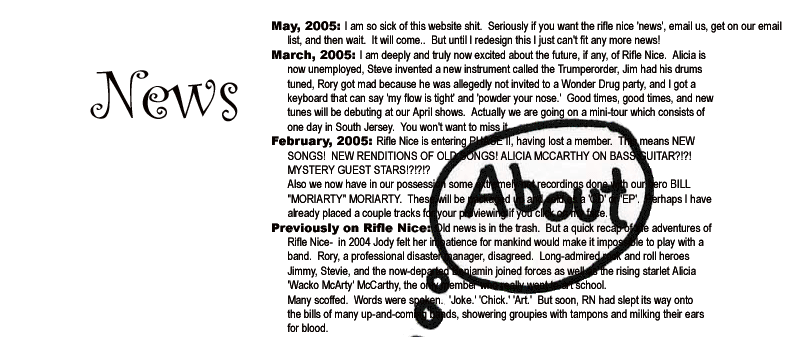 News
May, 2005: I am so sick of this website shit. Seriously if you want the rifle nice 'news', email us, get on our email
list, and then wait. It will come.. But until I redesign this I just can't fit any more news!
March, 2005: I am deeply and truly now excited about the future, if any, of Rifle Nice. Alicia is
now unemployed, Steve invented a new instrument called the Trumperorder, Jim had his drums
tuned, Rory got mad because he was allegedly not invited to a Wonder Drug party, and I got a
keyboard that can say 'my flow is tight' and 'powder your nose.' Good times, good times, and new
tunes will be debuting at our April shows. Actually we are going on a mini-tour which consists of
one day in South Jersey. You won't want to miss it.
February, 2005: Rifle Nice is entering PHASE II, having lost a member. This means NEW
SONGS! NEW RENDITIONS OF OLD SONGS! ALICIA MCCARTHY ON BASS GUITAR?!?!
MYSTERY GUEST STARS!?!?!?
Also we now have in our possession some extremely hot recordings done with our hero BILL
"MORIARTY" MORIARTY. These will be packaged up and sold as a 'CD' or 'EP'. Perhaps I have
already placed a couple tracks for your previewing if you click on my face.
About
Previously on Rifle Nice: Old news is in the trash. But a quick recap of the adventures of
Rifle Nice- in 2004 Jody felt her impatience for mankind would make it impossible to play with a
band. Rory, a professional disaster manager, disagreed. Long-admired rock and roll heroes
Jimmy, Stevie, and the now-departed Benjamin joined forces as well as the rising starlet Alicia
'Wacko McArty' McCarthy, the only member who really went to art school.
Many scoffed. Words were spoken. 'Joke.' 'Chick.' 'Art.' But soon, RN had slept its way onto
the bills of many up-and-coming bands, showering groupies with tampons and milking their ears
for blood.